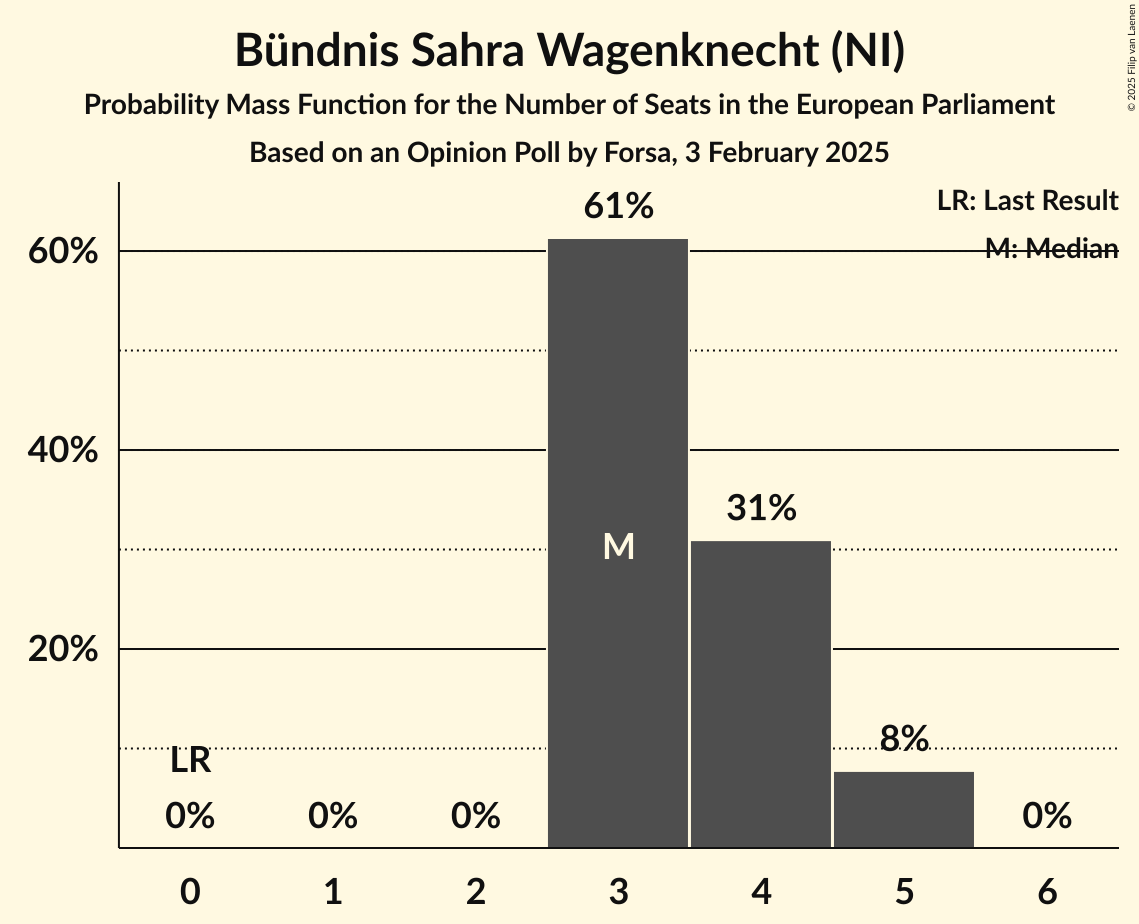 Bündnis Sahra Wagenknecht (NI)
Probability Mass Function for the Number of Seats in the European Parliament
Based on an Opinion Poll by Forsa, 3 February 2025
© 2025 Filip van Laenen
LR: Last Result
M: Median
60%
40%
20%
61%
31%
M
8%
LR
0%
0%
0%
0%
0
1
2
3
4
5
6